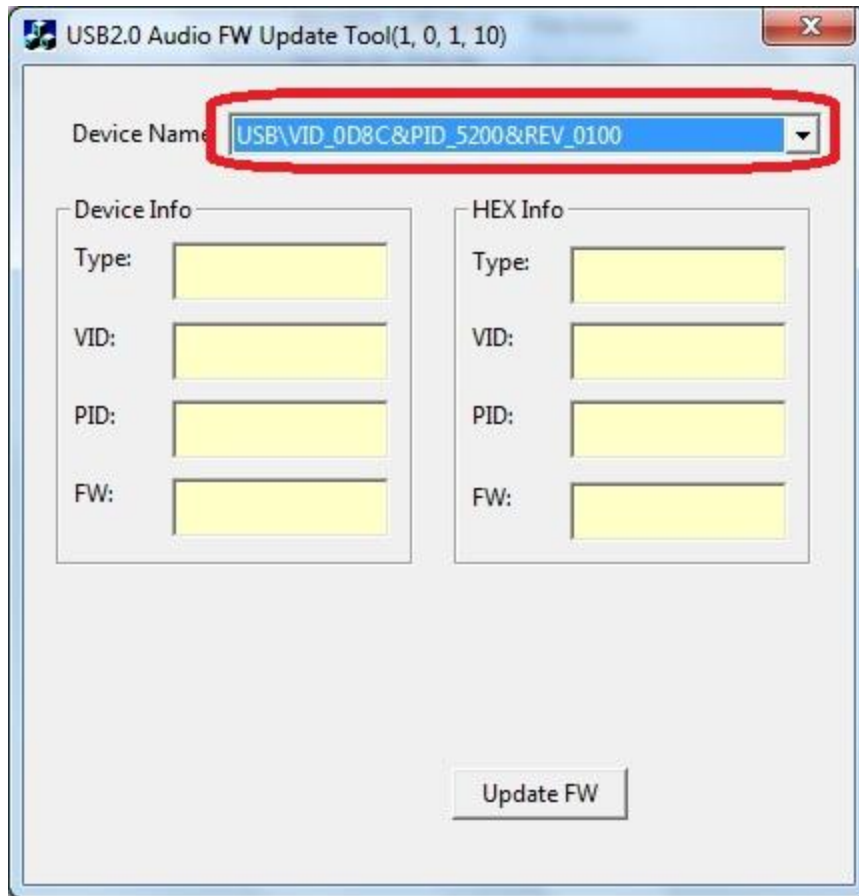 USB2.0 Audio FW Update Tool(1, 0, 1, 10)
Device Name
USB\VID_0D8C&PID_5200&REV_0100
Device Info
Type:
VID:
PID:
FW:
HEX Info
Type:
VID:
PID:
FW:
Update FW